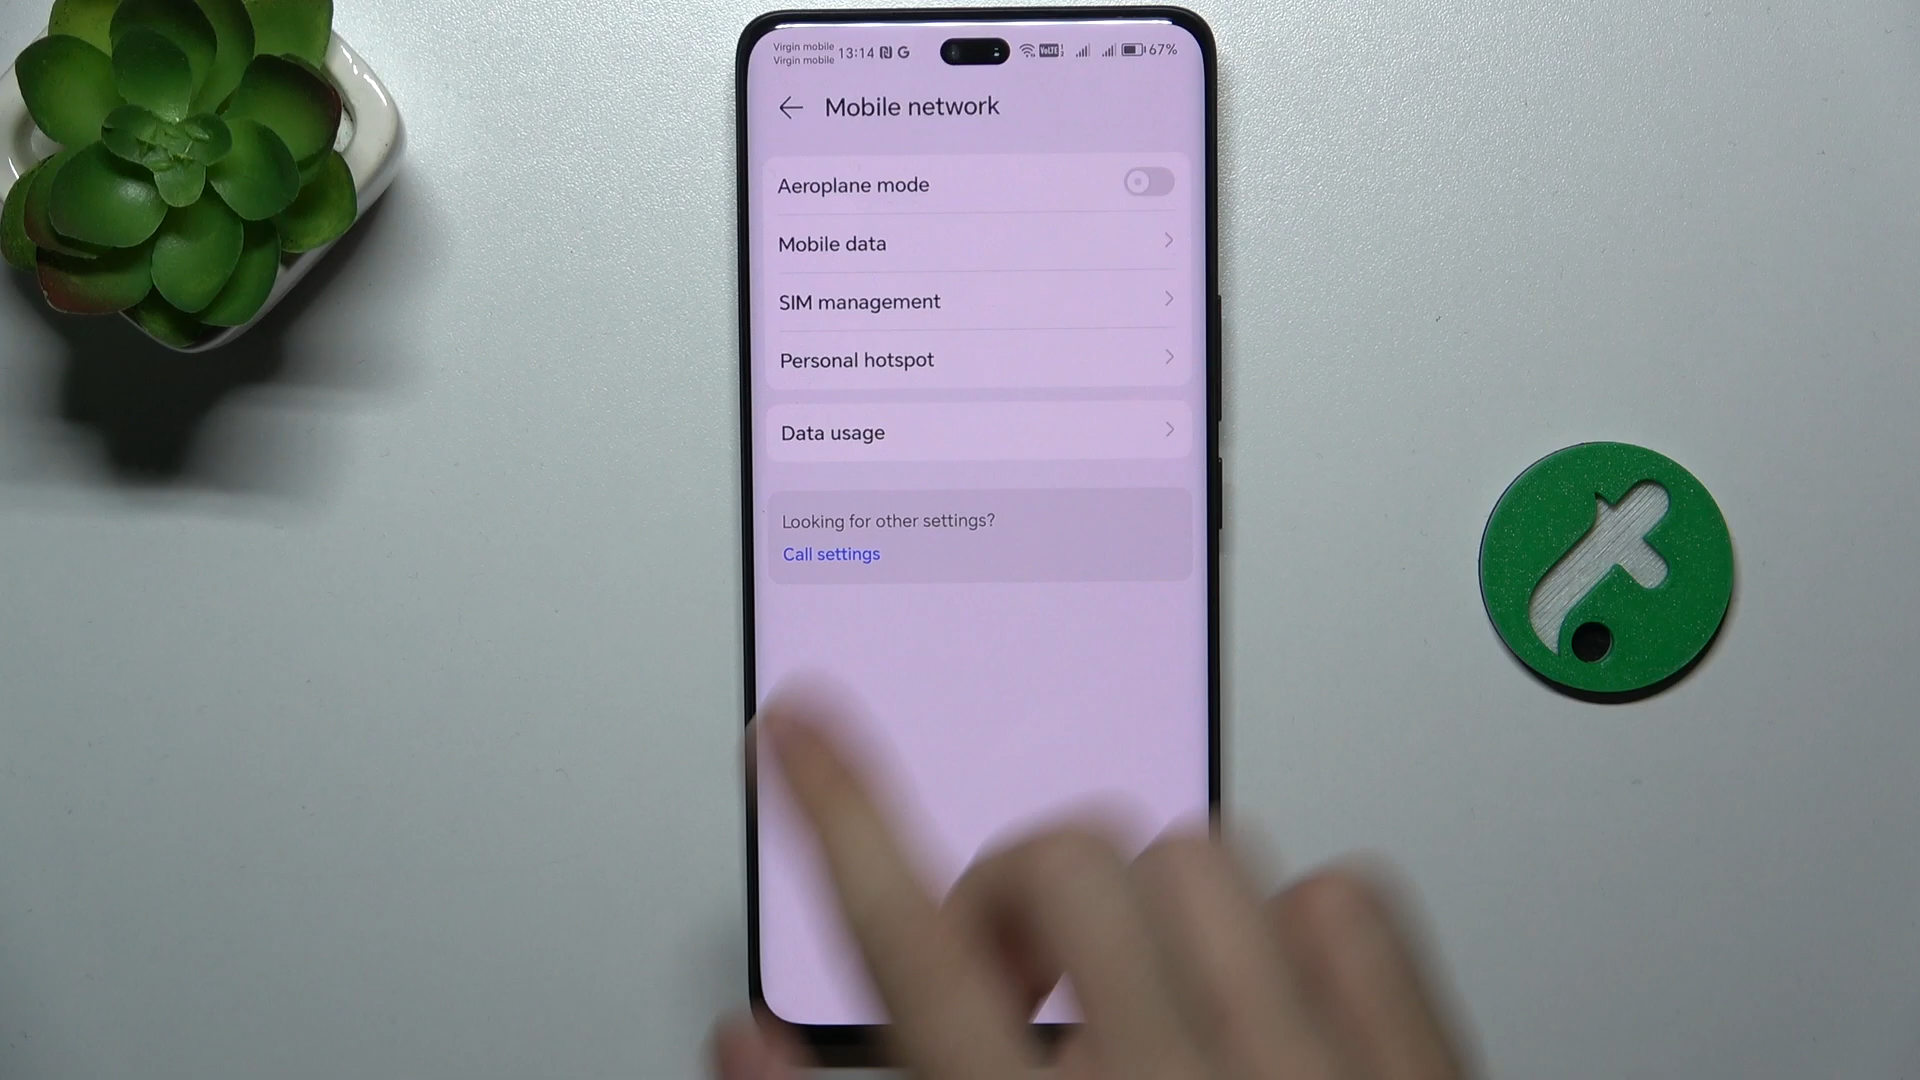 Virgin mobile
Virgin mobile
13:14
VoLTE
67%
Mobile network
Aeroplane mode
Mobile data
SIM management
Personal hotspot
Data usage
Looking for other settings?
Call settings